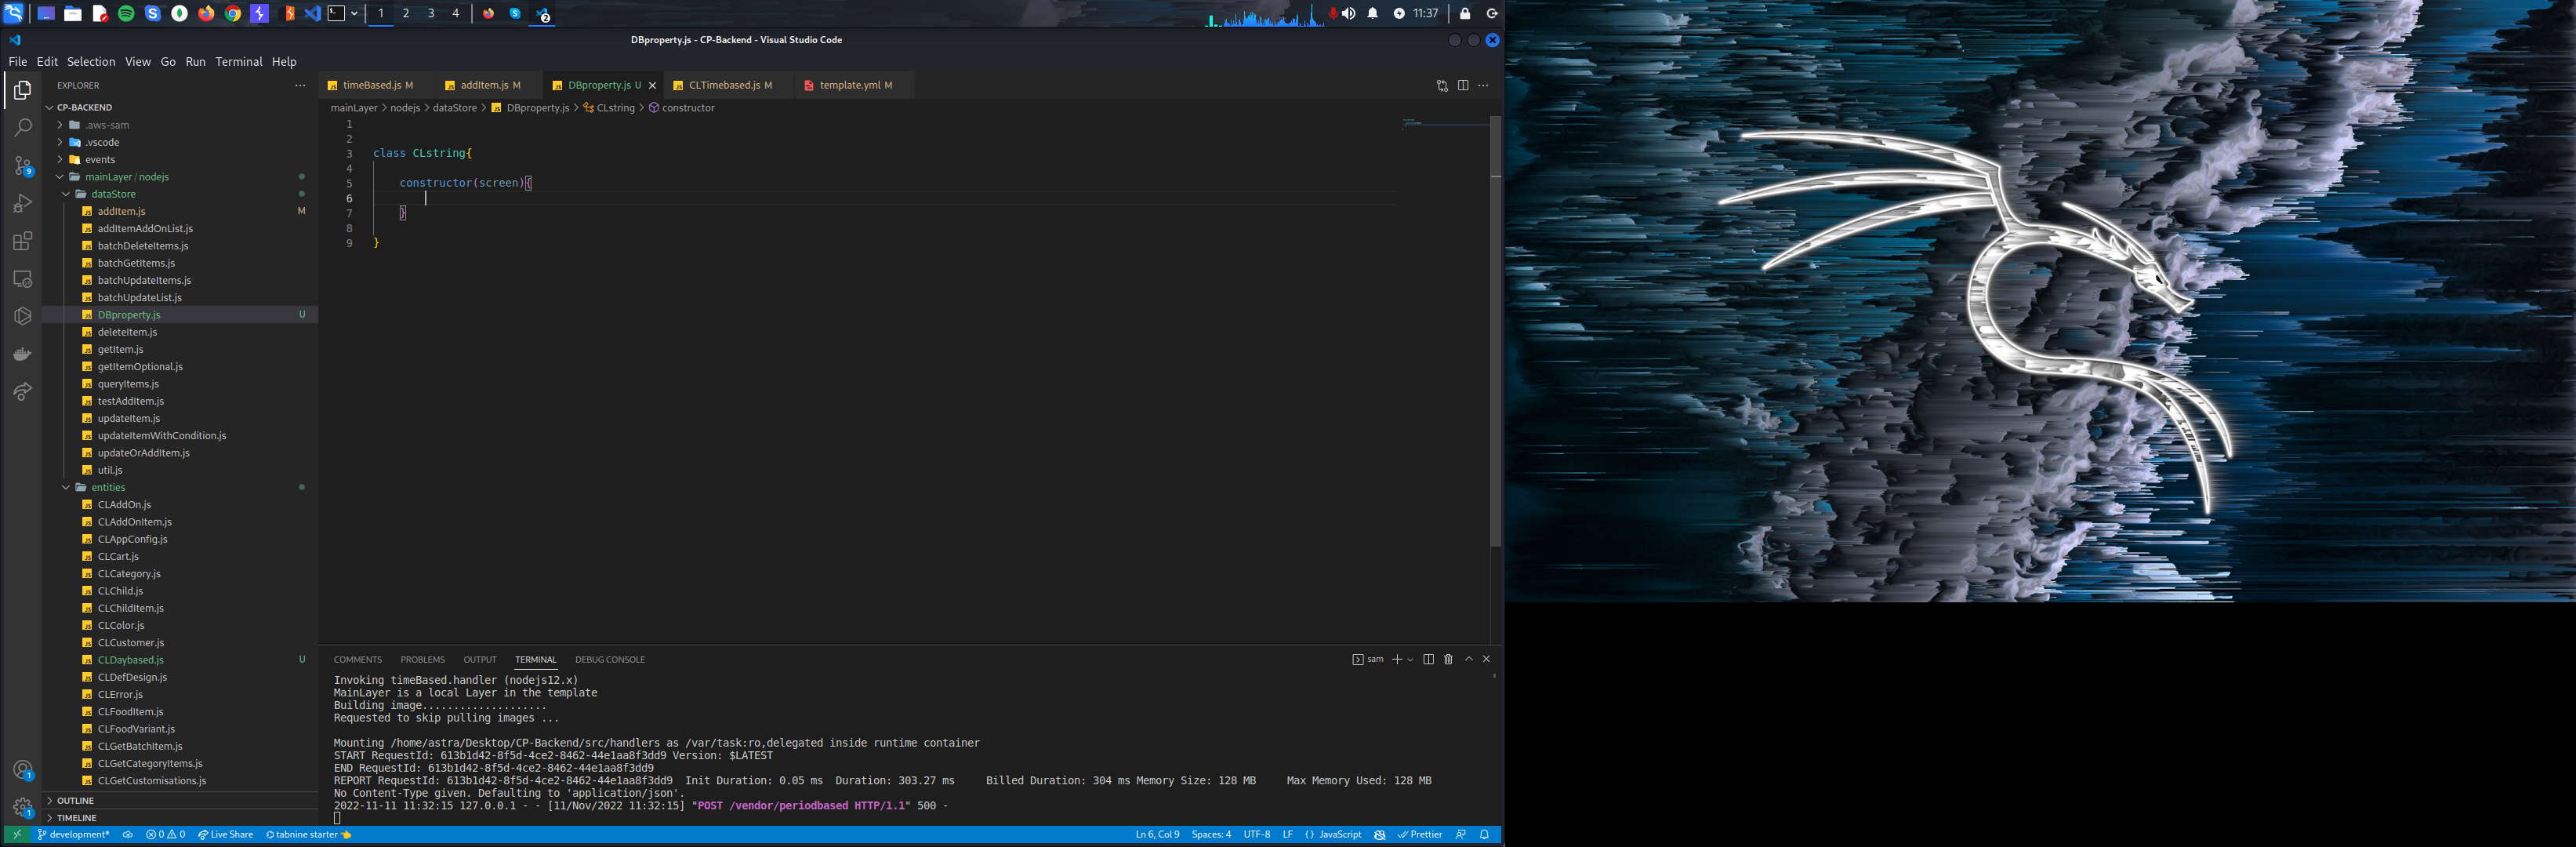 1 2 3 4 2 11:37
DBproperty.js - CP-Backend - Visual Studio Code
File Edit Selection View Go Run Terminal Help
EXPLORER
CP-BACKEND
.aws-sam
.vscode
events
mainLayer / nodejs
dataStore
addItem.js M
addItemAddOnList.js
batchDeleteItems.js
batchGetItems.js
batchUpdateItems.js
batchUpdateList.js
DBproperty.js U
deleteItem.js
getItem.js
getItemOptional.js
queryItems.js
testAddItem.js
updateItem.js
updateItemWithCondition.js
updateOrAddItem.js
util.js
entities
CLAddOn.js
CLAddOnItem.js
CLAppConfig.js
CLCart.js
CLCategory.js
CLChild.js
CLChildItem.js
CLColor.js
CLCustomer.js
CLDaybased.js U
CLDefDesign.js
CLError.js
CLFoodItem.js
CLFoodVariant.js
CLGetBatchItem.js
CLGetCategoryItems.js
CLGetCustomisations.js
OUTLINE
TIMELINE
9
1
1
timeBased.js M addItem.js M DBproperty.js U CLTimebased.js M template.yml M
mainLayer > nodejs > dataStore > DBproperty.js > CLstring > constructor
1
2
3 class CLstring{
4
5 constructor(screen){
6
7 }
8
9 }
COMMENTS PROBLEMS OUTPUT TERMINAL DEBUG CONSOLE sam
Invoking timeBased.handler (nodejs12.x)
MainLayer is a local Layer in the template
Building image....................
Requested to skip pulling images ...
Mounting /home/astra/Desktop/CP-Backend/src/handlers as /var/task:ro,delegated inside runtime container
START RequestId: 613b1d42-8f5d-4ce2-8462-44e1aa8f3dd9 Version: $LATEST
END RequestId: 613b1d42-8f5d-4ce2-8462-44e1aa8f3dd9
REPORT RequestId: 613b1d42-8f5d-4ce2-8462-44e1aa8f3dd9 Init Duration: 0.05 ms Duration: 303.27 ms Billed Duration: 304 ms Memory Size: 128 MB Max Memory Used: 128 MB
No Content-Type given. Defaulting to 'application/json'.
2022-11-11 11:32:15 127.0.0.1 - - [11/Nov/2022 11:32:15] "POST /vendor/periodbased HTTP/1.1" 500 -
development* 0 0 Live Share tabnine starter Ln 6, Col 9 Spaces: 4 UTF-8 LF {} JavaScript Prettier